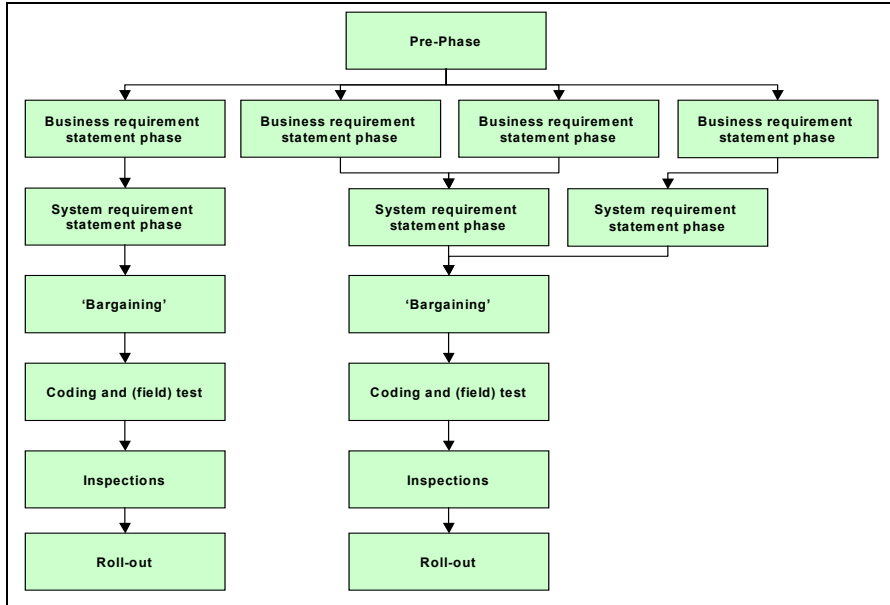 Pre-Phase
Business requirement
statement phase
Business requirement
statement phase
Business requirement
statement phase
Business requirement
statement phase
System requirement
statement phase
System requirement
statement phase
System requirement
statement phase
‘Bargaining’
‘Bargaining’
Coding and (field) test
Coding and (field) test
Inspections
Inspections
Roll-out
Roll-out